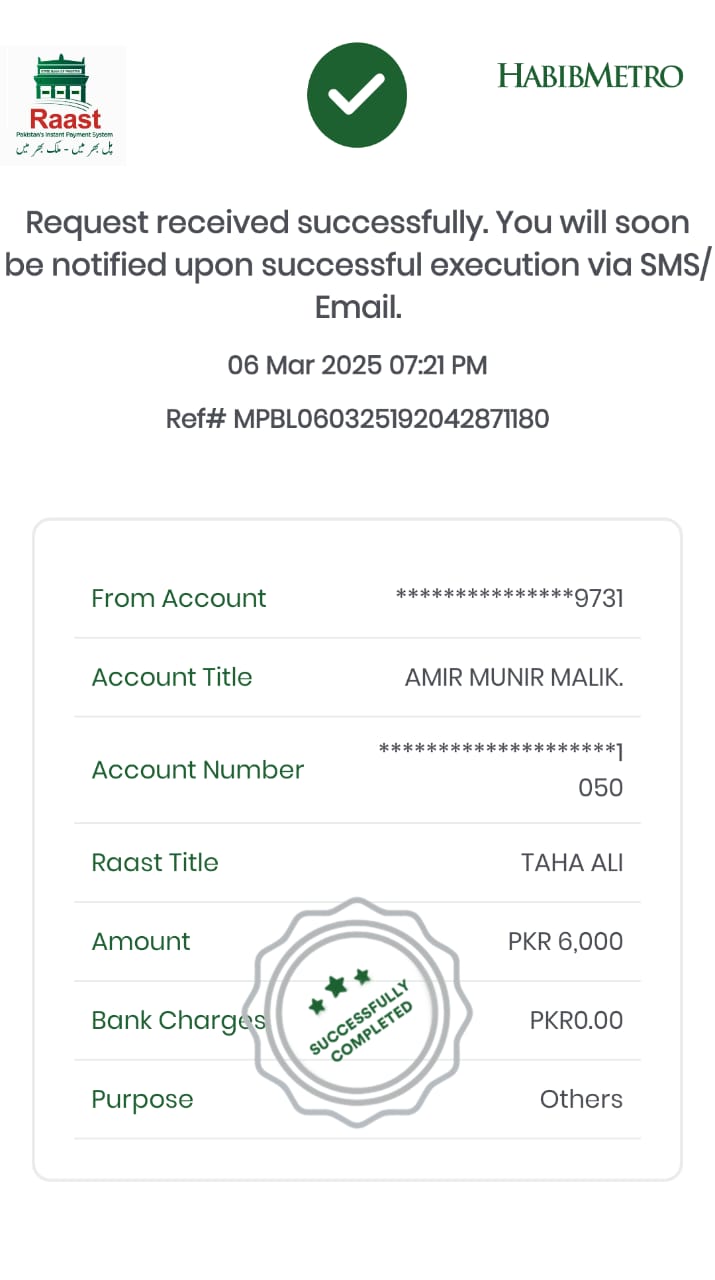 Raast
Pakistan's Instant Payment System
پل بھر میں - ملک بھر میں
HABIBMETRO
Request received successfully. You will soon
be notified upon successful execution via SMS/
Email.
06 Mar 2025 07:21 PM
Ref# MPBL060325192042871180
From Account ***************9731
Account Title AMIR MUNIR MALIK.
Account Number ********************1
050
Raast Title TAHA ALI
Amount PKR 6,000
Bank Charges PKR0.00
Purpose Others
SUCCESSFULLY
COMPLETED